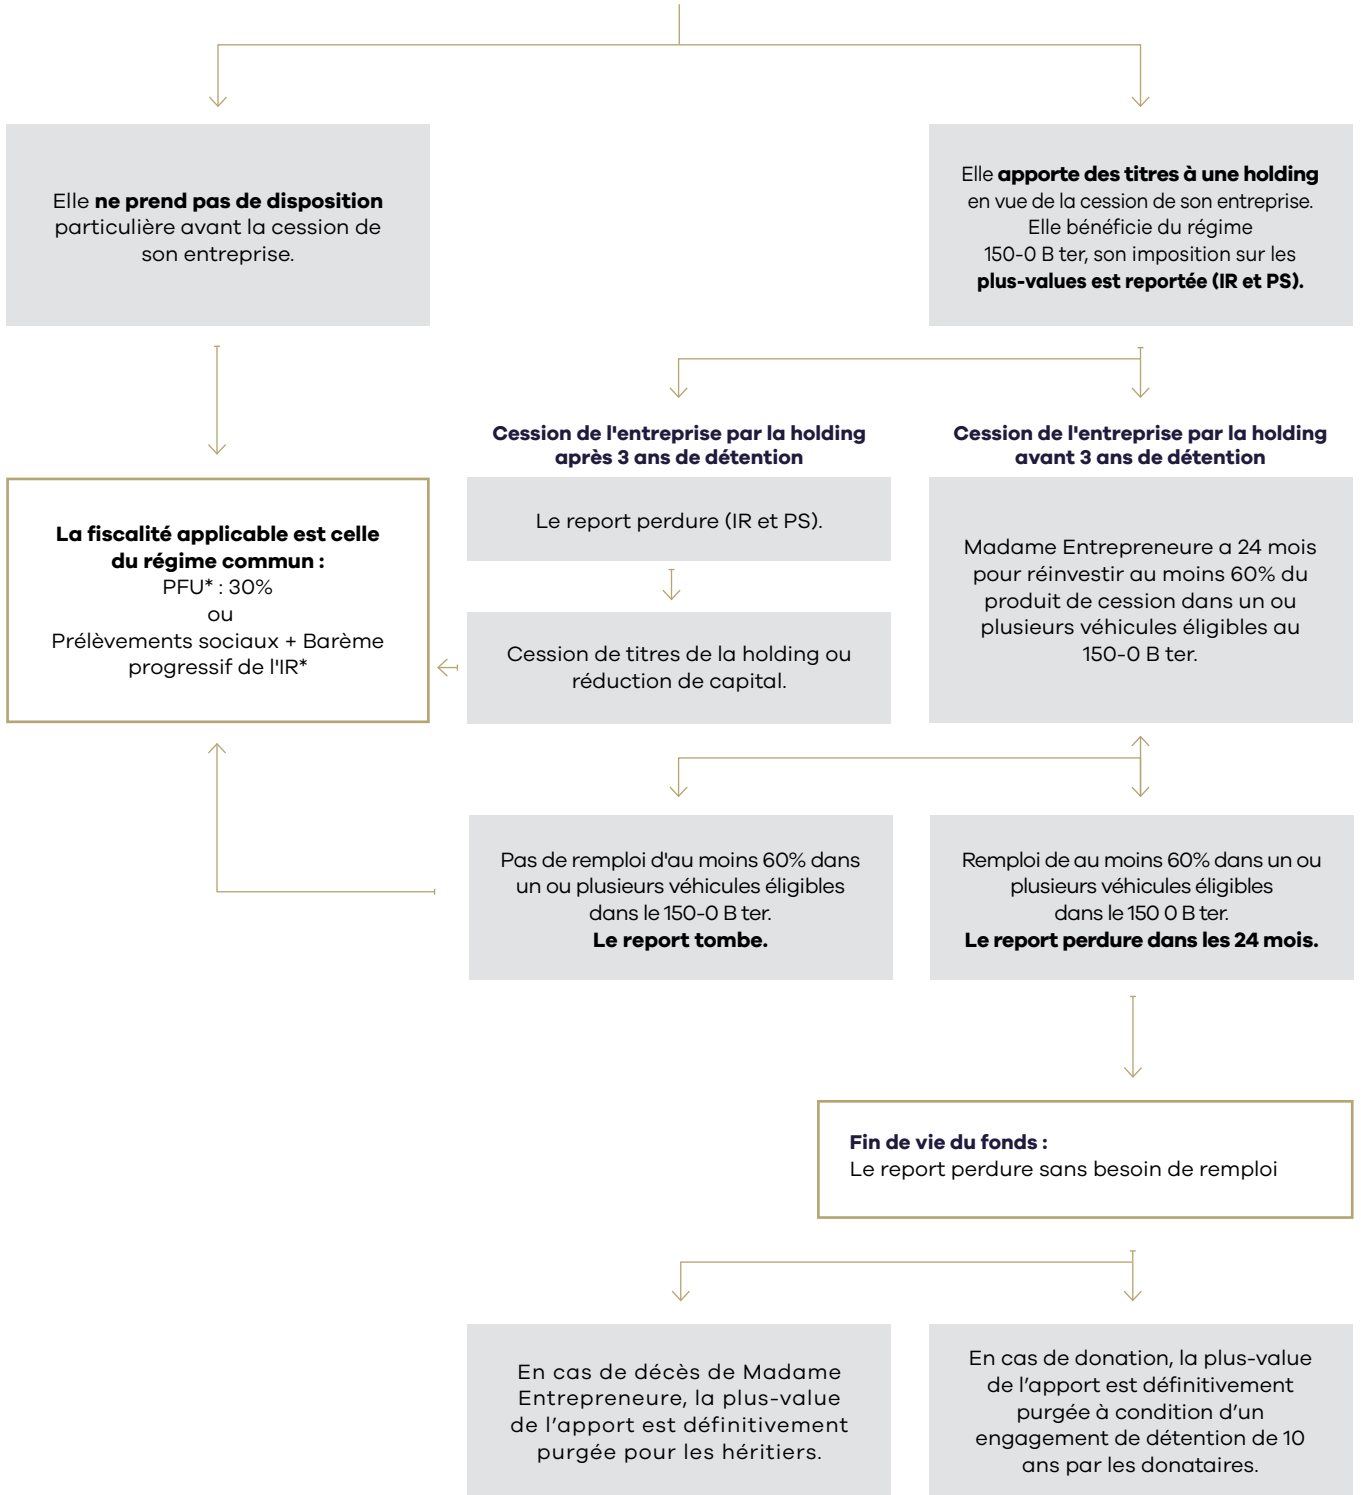 Elle ne prend pas de disposition
particulière avant la cession de
son entreprise.
Elle apporte des titres à une holding
en vue de la cession de son entreprise.
Elle bénéficie du régime
150-0 B ter, son imposition sur les
plus-values est reportée (IR et PS).
Cession de l'entreprise par la holding
après 3 ans de détention
Cession de l'entreprise par la holding
avant 3 ans de détention
La fiscalité applicable est celle
du régime commun :
PFU* : 30%
ou
Prélèvements sociaux + Barème
progressif de l'IR*
Le report perdure (IR et PS).
Cession de titres de la holding ou
réduction de capital.
Madame Entrepreneure a 24 mois
pour réinvestir au moins 60% du
produit de cession dans un ou
plusieurs véhicules éligibles au
150-0 B ter.
Pas de remploi d'au moins 60% dans
un ou plusieurs véhicules éligibles
dans le 150-0 B ter.
Le report tombe.
Remploi de au moins 60% dans un ou
plusieurs véhicules éligibles
dans le 150 0 B ter.
Le report perdure dans les 24 mois.
Fin de vie du fonds :
Le report perdure sans besoin de remploi
En cas de décès de Madame
Entrepreneure, la plus-value
de l’apport est définitivement
purgée pour les héritiers.
En cas de donation, la plus-value
de l’apport est définitivement
purgée à condition d’un
engagement de détention de 10
ans par les donataires.